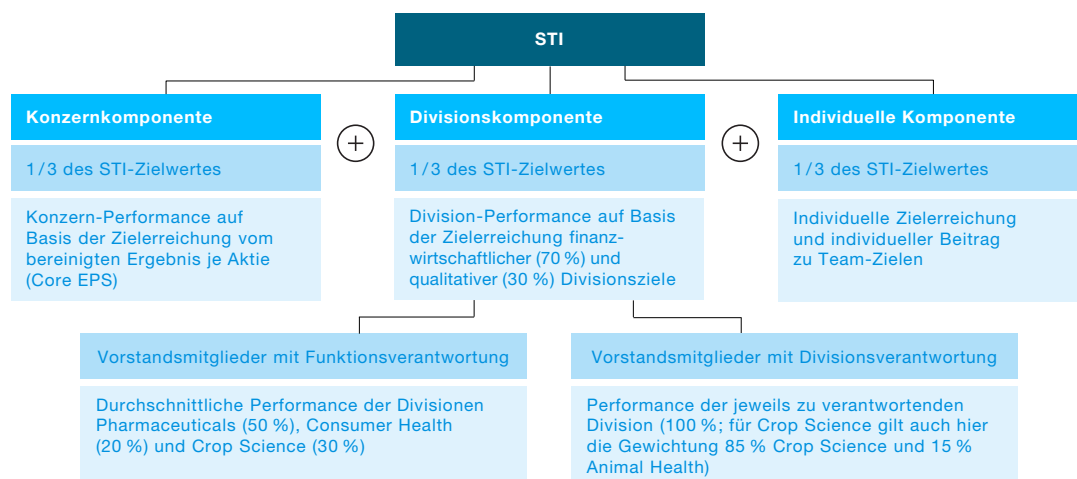 STI
Konzernkomponente
1/3 des STI-Zielwertes
Konzern-Performance auf
Basis der Zielerreichung vom
bereinigten Ergebnis je Aktie
(Core EPS)
+
Divisionskomponente
1/3 des STI-Zielwertes
Division-Performance auf Basis
der Zielerreichung finanz-
wirtschaftlicher (70 %) und
qualitativer (30 %) Divisionsziele
+
Individuelle Komponente
1/3 des STI-Zielwertes
Individuelle Zielerreichung
und individueller Beitrag
zu Team-Zielen
Vorstandsmitglieder mit Funktionsverantwortung
Durchschnittliche Performance der Divisionen
Pharmaceuticals (50 %), Consumer Health
(20 %) und Crop Science (30 %)
Vorstandsmitglieder mit Divisionsverantwortung
Performance der jeweils zu verantwortenden
Division (100 %; für Crop Science gilt auch hier
die Gewichtung 85 % Crop Science und 15 %
Animal Health)